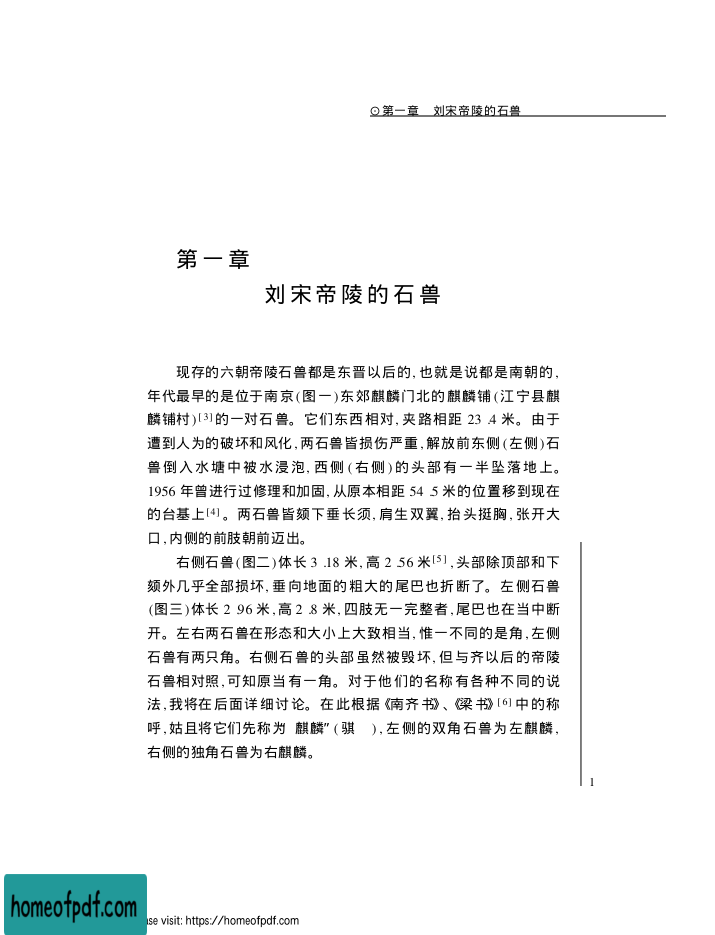 ⊙第一章　刘宋帝陵的石兽
第一章
刘宋帝陵的石兽
现存的六朝帝陵石兽都是东晋以后的,也就是说都是南朝的,
年代最早的是位于南京(图一)东郊麒麟门北的麒麟铺(江宁县麒
麟铺村)[3]的一对石兽。它们东西相对,夹路相距 23 .4 米。由于
遭到人为的破坏和风化,两石兽皆损伤严重,解放前东侧(左侧)石
兽倒入水塘中被水浸泡,西侧(右侧)的头部有一半坠落地上。
1956 年曾进行过修理和加固,从原本相距 54 .5 米的位置移到现在
的台基上[4]。两石兽皆颏下垂长须,肩生双翼,抬头挺胸,张开大
口,内侧的前肢朝前迈出。
右侧石兽(图二)体长 3 .18 米,高 2 .56 米[5],头部除顶部和下
颏外几乎全部损坏,垂向地面的粗大的尾巴也折断了。左侧石兽
(图三)体长 2 .96 米,高 2 .8 米,四肢无一完整者,尾巴也在当中断
开。左右两石兽在形态和大小上大致相当,惟一不同的是角,左侧
石兽有两只角。右侧石兽的头部虽然被毁坏,但与齐以后的帝陵
石兽相对照,可知原当有一角。对于他们的名称有各种不同的说
法,我将在后面详细讨论。在此根据《南齐书》、《梁书》[6]中的称
呼,姑且将它们先称为 麒麟”(骐　),左侧的双角石兽为左麒麟,
右侧的独角石兽为右麒麟。
1
homeofpdf.com
visit: https://homeofpdf.com